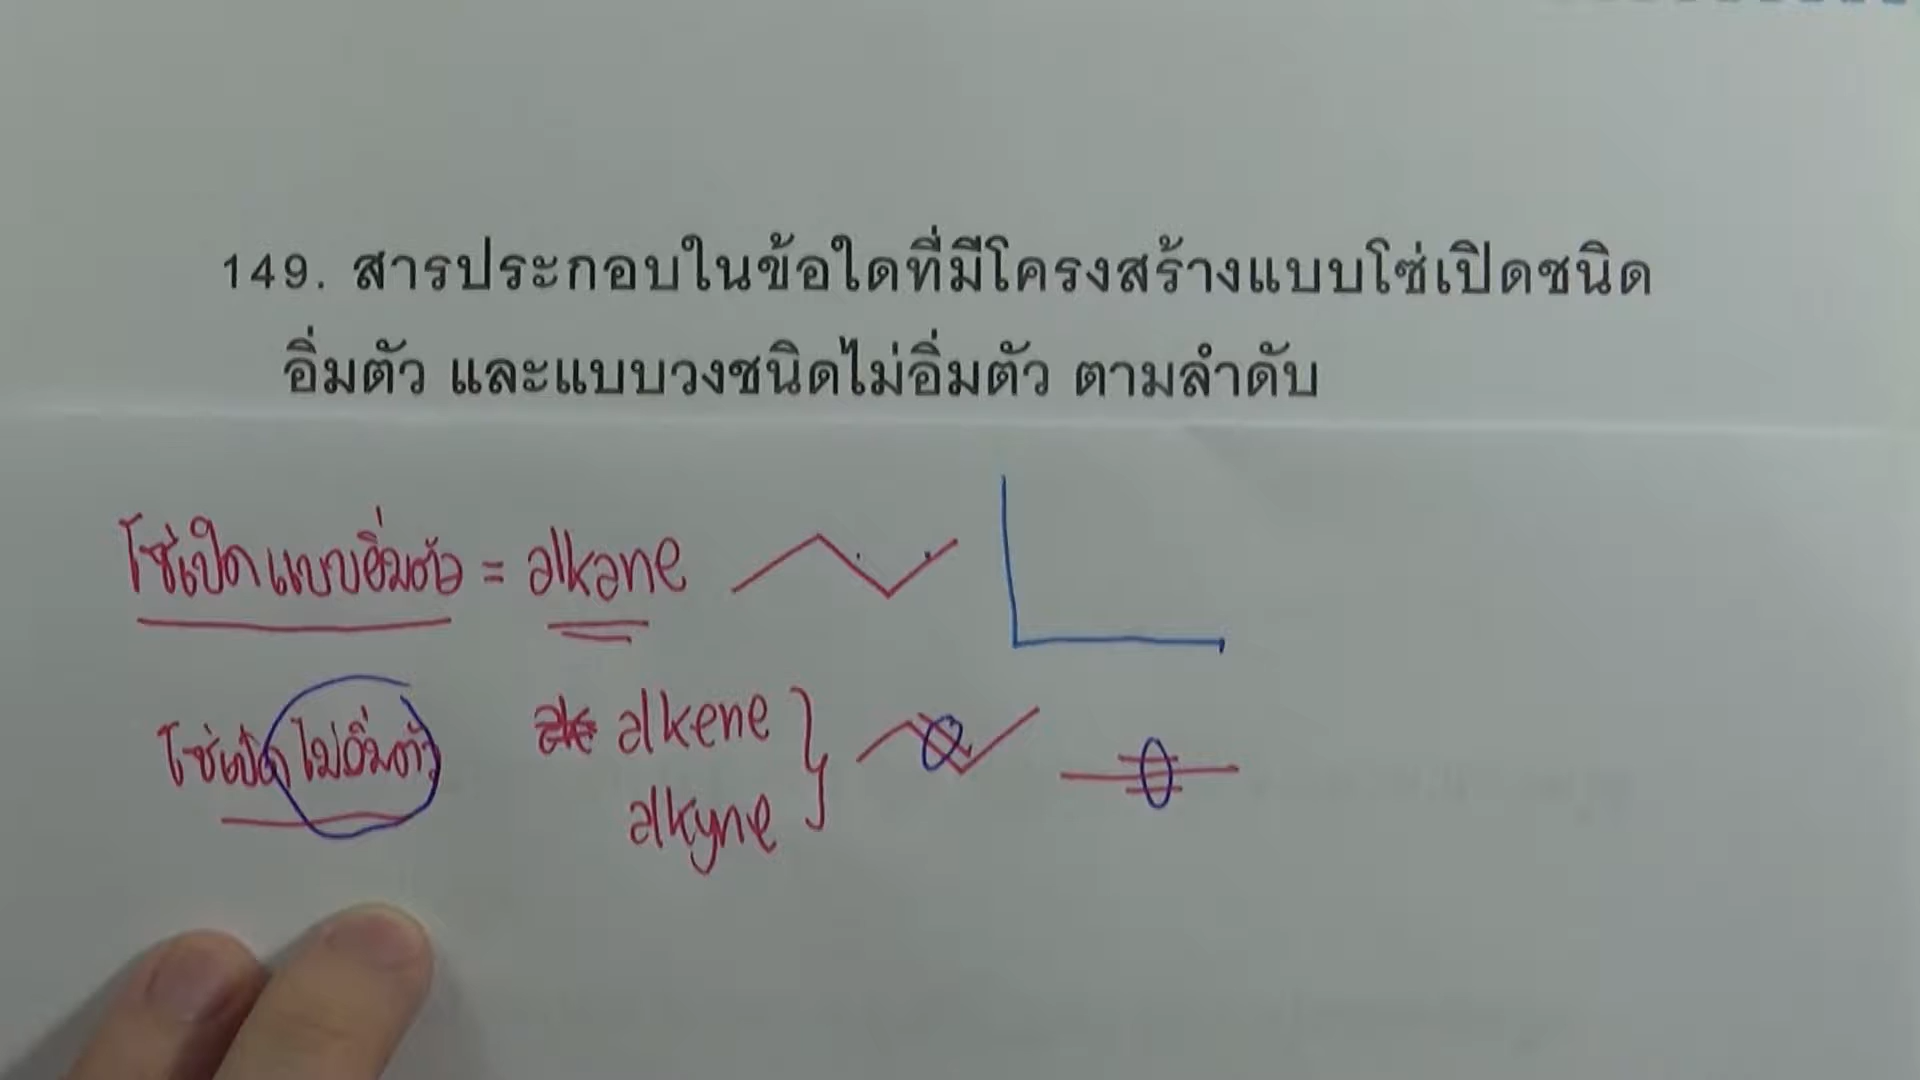 149. สารประกอบในข้อใดที่มีโครงสร้างแบบโซ่เปิดชนิด
อิ่มตัว และแบบวงชนิดไม่อิ่มตัว ตามลำดับ
โซ่เปิดแบบอิ่มตัว = alkane
โซ่เปิดไม่อิ่มตัว alkene
alkyne